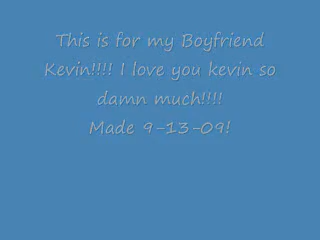 This is for my Boyfriend
Kevin!!!! I love you kevin so
damn much!!!!
Made 9-13-09!